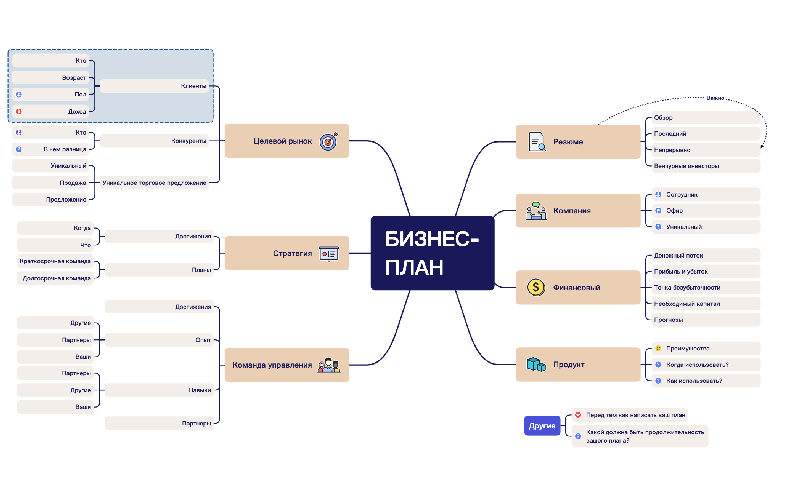 БИЗНЕС-
ПЛАН
Целевой рынок
Клиенты
Кто
Возраст
Пол
Доход
Конкуренты
Кто
В чем разница
Уникальное торговое предложение
Уникальный
Продажа
Предложение
Стратегия
Достижения
Когда
Что
Планы
Краткосрочная команда
Долгосрочная команда
Команда управления
Достижения
Опыт
Другие
Партнеры
Ваши
Навыки
Партнеры
Другие
Ваши
Партнеры
Резюме
Важно
Обзор
Последний
Непрерывно
Венчурные инвесторы
Компания
Сотрудник
Офис
Уникальный
Финансовый
Денежный поток
Прибыль и убыток
Точка безубыточности
Необходимый капитал
Прогнозы
Продукт
Преимущества
Когда использовать?
Как использовать?
Другие
Перед тем как написать ваш план
Какой должна быть продолжительность
вашего плана?